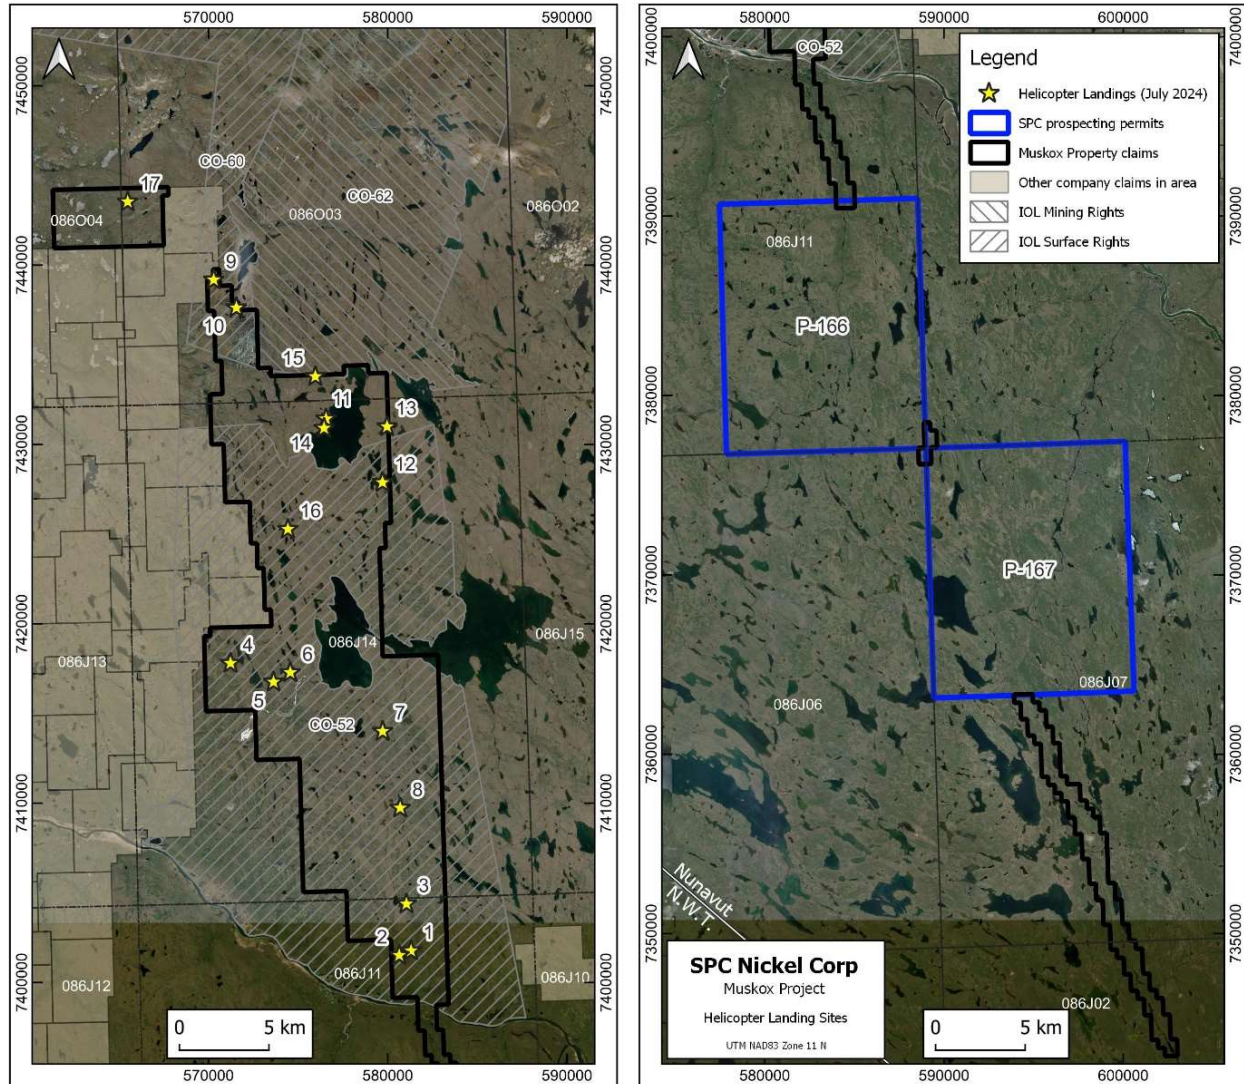 570000
580000
590000
7450000
7440000
7430000
7420000
7410000
7400000
CO-60
CO-62
086O03
086O02
17
086O04
9
10
15
11
14
13
12
16
086J14
086J15
086J13
4
6
5
CO-52
7
8
3
2
1
086J11
086J10
086J12
0
5 km
570000
580000
590000
7450000
7440000
7430000
7420000
7410000
7400000
580000
590000
600000
7400000
7390000
7380000
7370000
7360000
7350000
CO-52
Legend
Helicopter Landings (July 2024)
SPC prospecting permits
Muskox Property claims
Other company claims in area
IOL Mining Rights
IOL Surface Rights
086J11
P-166
P-167
086J07
086J06
Nunavut
N.W.T.
SPC Nickel Corp
Muskox Project
Helicopter Landing Sites
UTM NAD83 Zone 11 N
086J02
0
5 km
580000
590000
600000
7400000
7390000
7380000
7370000
7360000
7350000